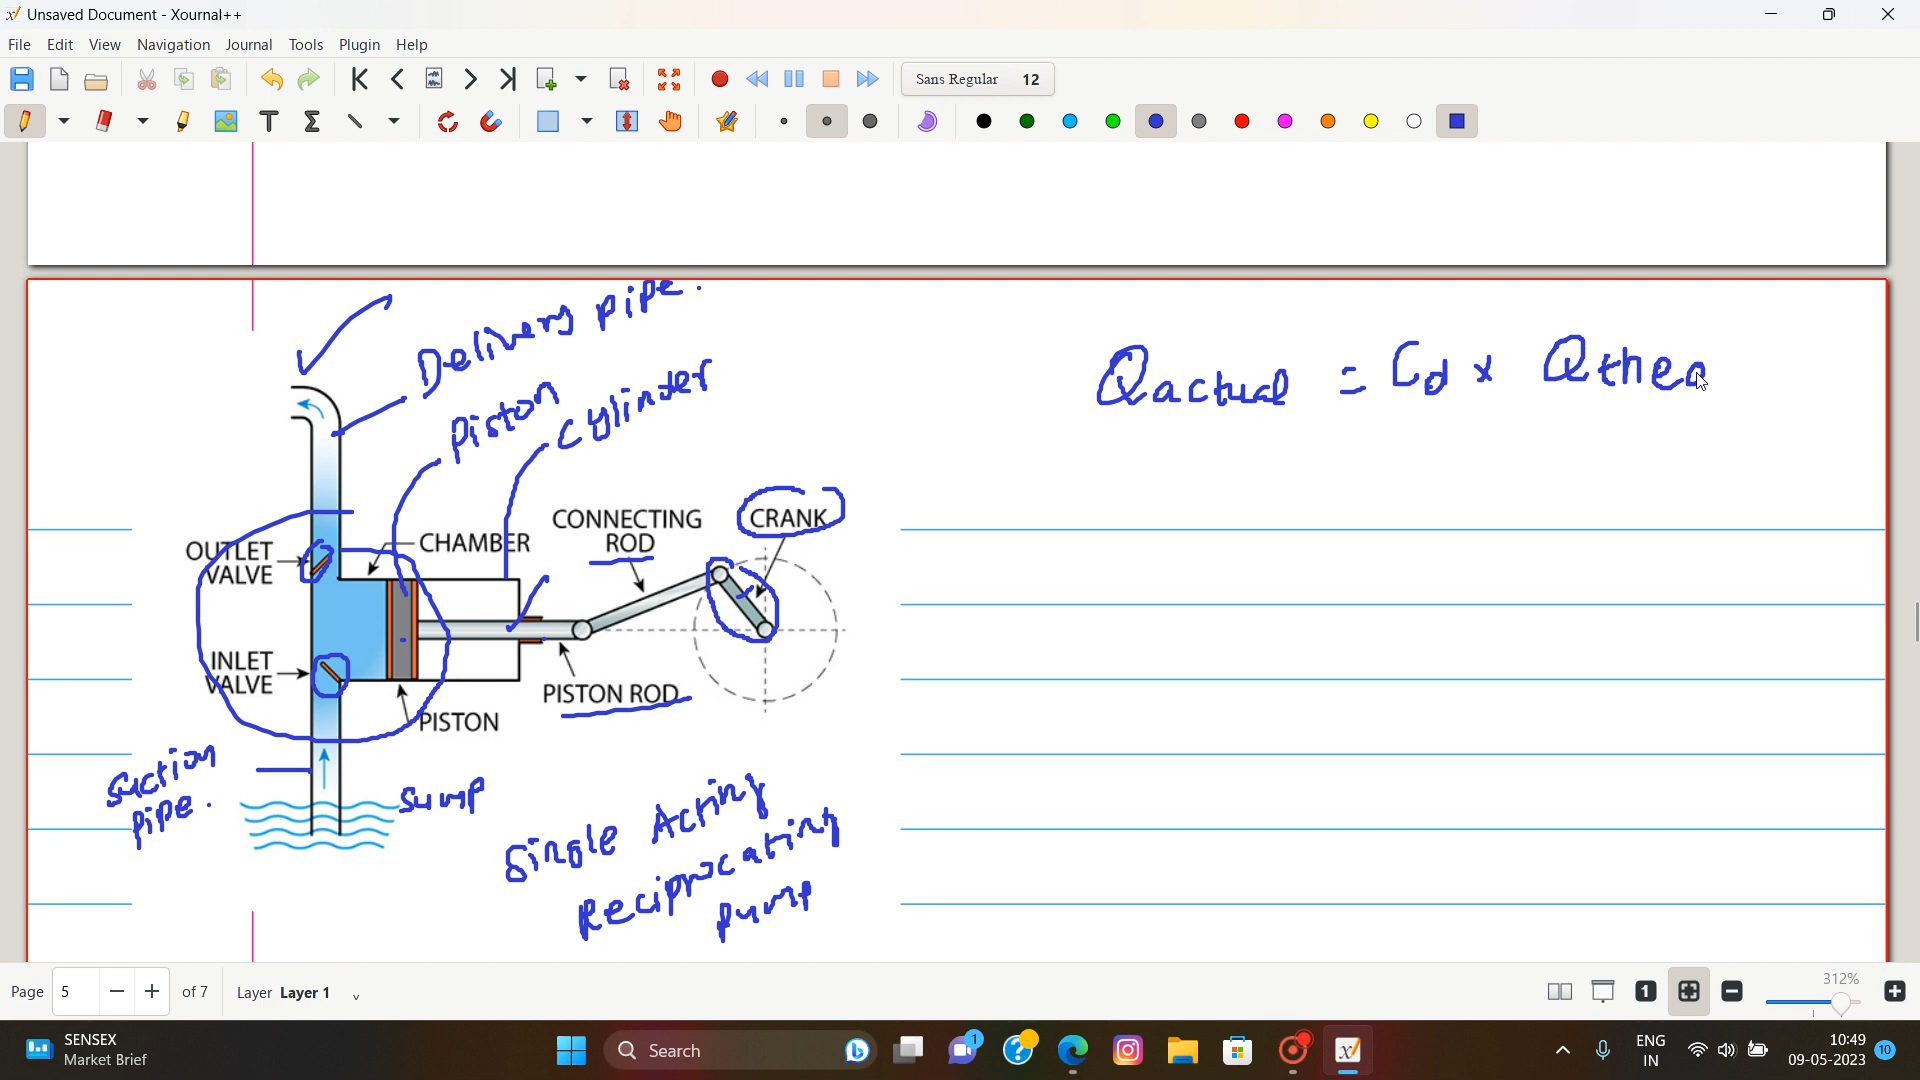 Unsaved Document - Xournal++
File Edit View Navigation Journal Tools Plugin Help
Sans Regular 12
Delivery pipe.
Piston
Cylinder
Qactual = Cd x Qtheo
OUTLET
VALVE
CHAMBER
CONNECTING
ROD
CRANK
INLET
VALVE
PISTON ROD
PISTON
Suction
pipe.
Sump
Single Acting
Reciprocating
pump
Page 5 of 7 Layer Layer 1
312%
1
SENSEX
Market Brief
Search
1
ENG
IN
10:49
09-05-2023
10